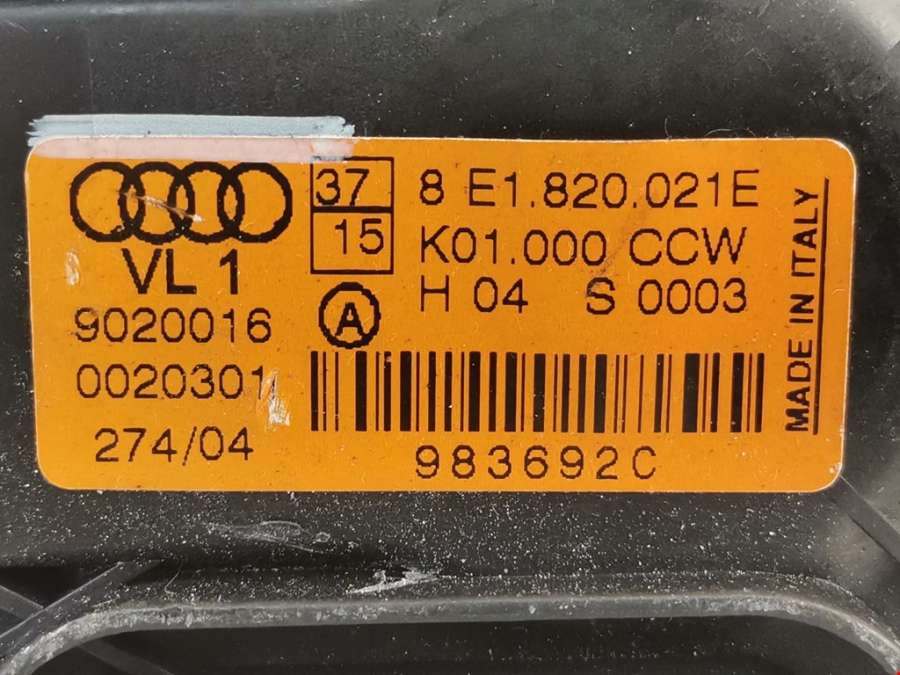 VL 1
9020016
0020301
274/04
37
15
A
8 E1.820.021E
K01.000 CCW
H 04 S 0003
983692C
MADE IN ITALY